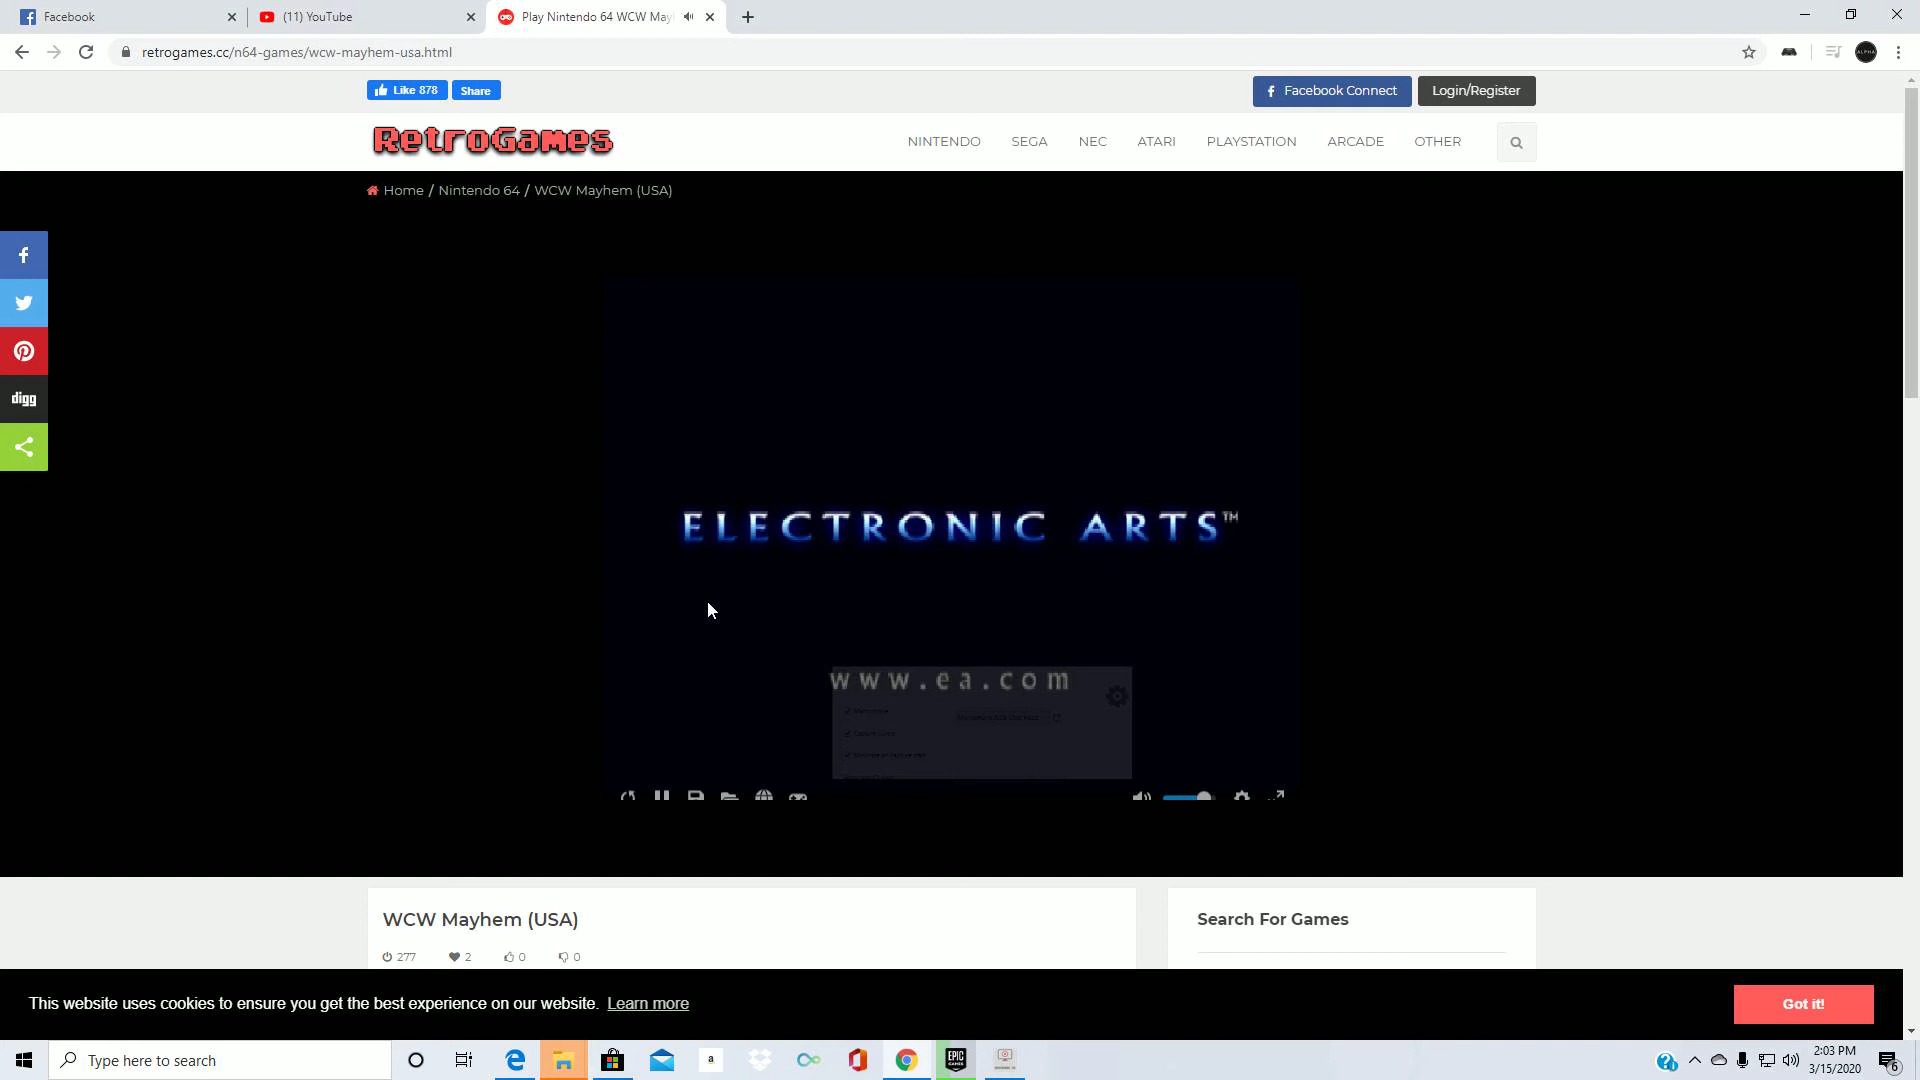 Facebook
(11) YouTube
Play Nintendo 64 WCW May
retrogames.cc/n64-games/wcw-mayhem-usa.html
ALPHA
Like 878
Share
Facebook Connect
Login/Register
RetroGames
NINTENDO
SEGA
NEC
ATARI
PLAYSTATION
ARCADE
OTHER
Home / Nintendo 64 / WCW Mayhem (USA)
digg
ELECTRONIC ARTS™
www.ea.com
WCW Mayhem (USA)
277
2
0
0
Search For Games
This website uses cookies to ensure you get the best experience on our website. Learn more
Got it!
Type here to search
a
EPIC GAMES
2:03 PM
3/15/2020
6